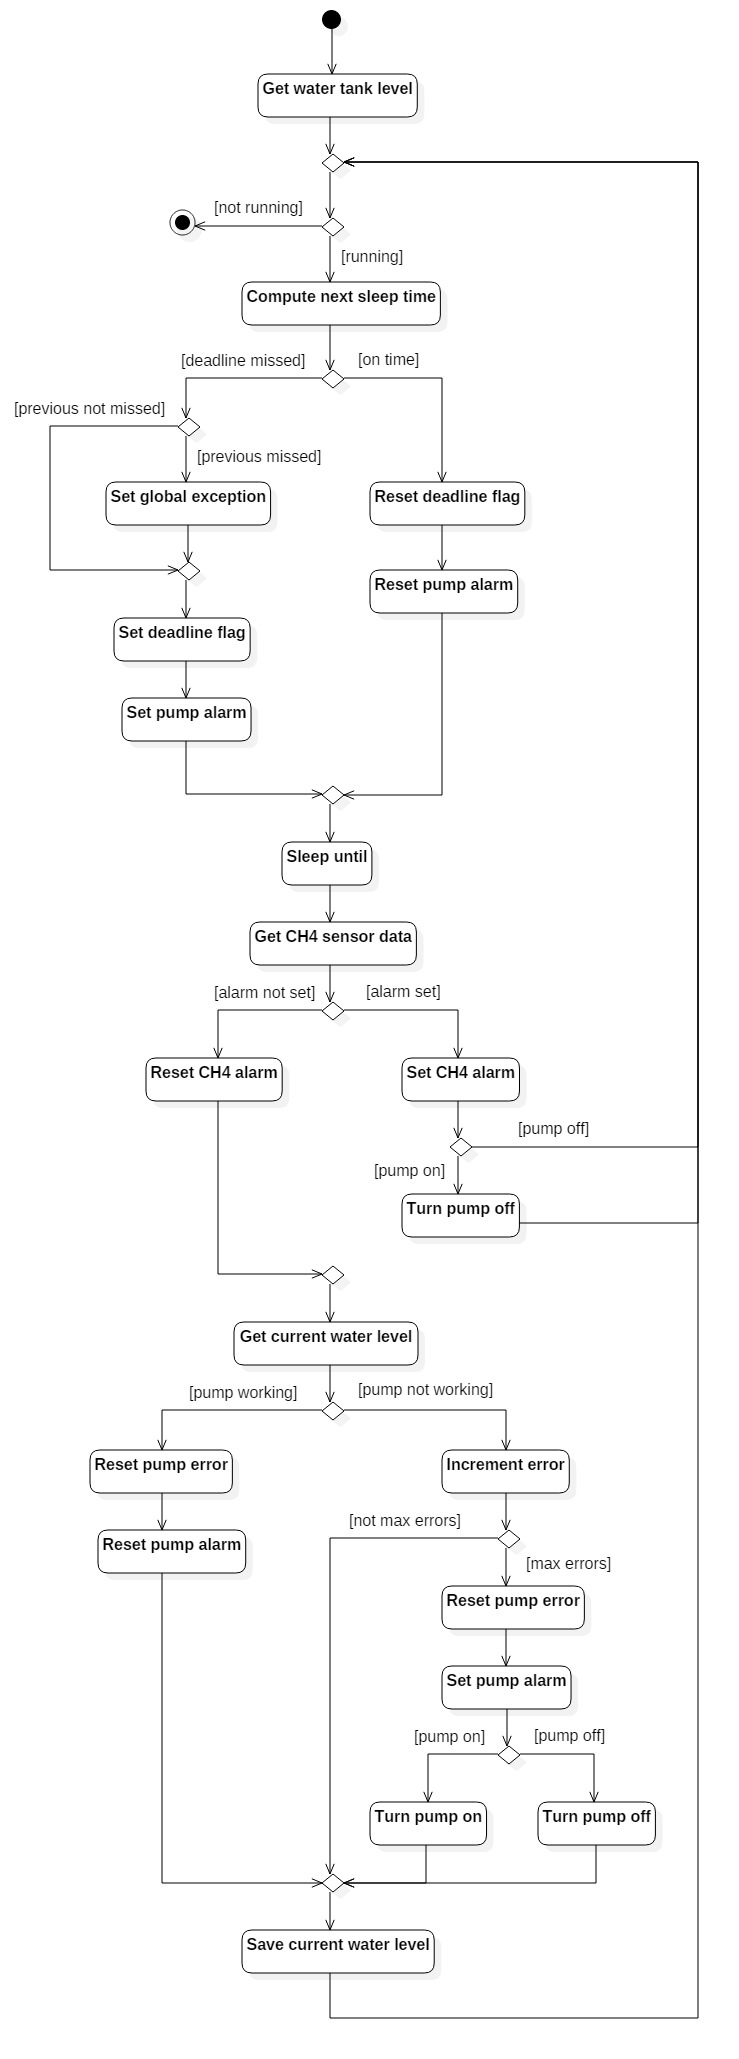 Get water tank level
[not running]
[running]
Compute next sleep time
[deadline missed]
[on time]
[previous not missed]
[previous missed]
Set global exception
Reset deadline flag
Reset pump alarm
Set deadline flag
Set pump alarm
Sleep until
Get CH4 sensor data
[alarm not set]
[alarm set]
Reset CH4 alarm
Set CH4 alarm
[pump off]
[pump on]
Turn pump off
Get current water level
[pump working]
[pump not working]
Reset pump error
Increment error
[not max errors]
Reset pump alarm
[max errors]
Reset pump error
Set pump alarm
[pump on]
[pump off]
Turn pump on
Turn pump off
Save current water level